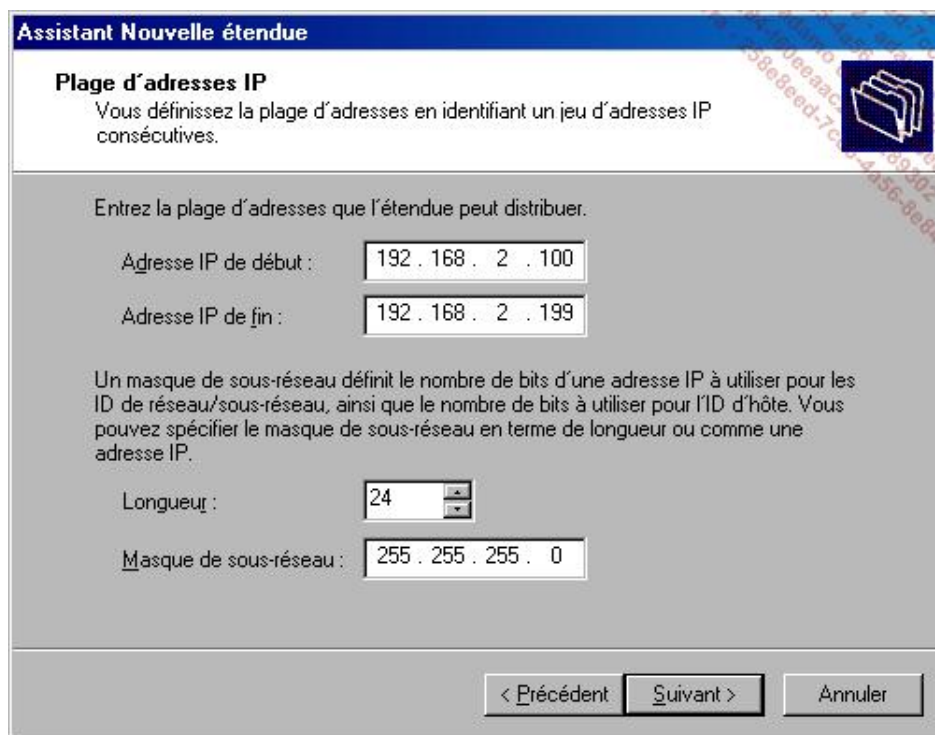 Assistant Nouvelle étendue
Plage d'adresses IP
Vous définissez la plage d'adresses en identifiant un jeu d'adresses IP
consécutives.
Entrez la plage d'adresses que l'étendue peut distribuer.
Adresse IP de début : 192 . 168 . 2 . 100
Adresse IP de fin : 192 . 168 . 2 . 199
Un masque de sous-réseau définit le nombre de bits d'une adresse IP à utiliser pour les
ID de réseau/sous-réseau, ainsi que le nombre de bits à utiliser pour l'ID d'hôte. Vous
pouvez spécifier le masque de sous-réseau en terme de longueur ou comme une
adresse IP.
Longueur : 24
Masque de sous-réseau : 255 . 255 . 255 . 0
< Précédent Suivant > Annuler